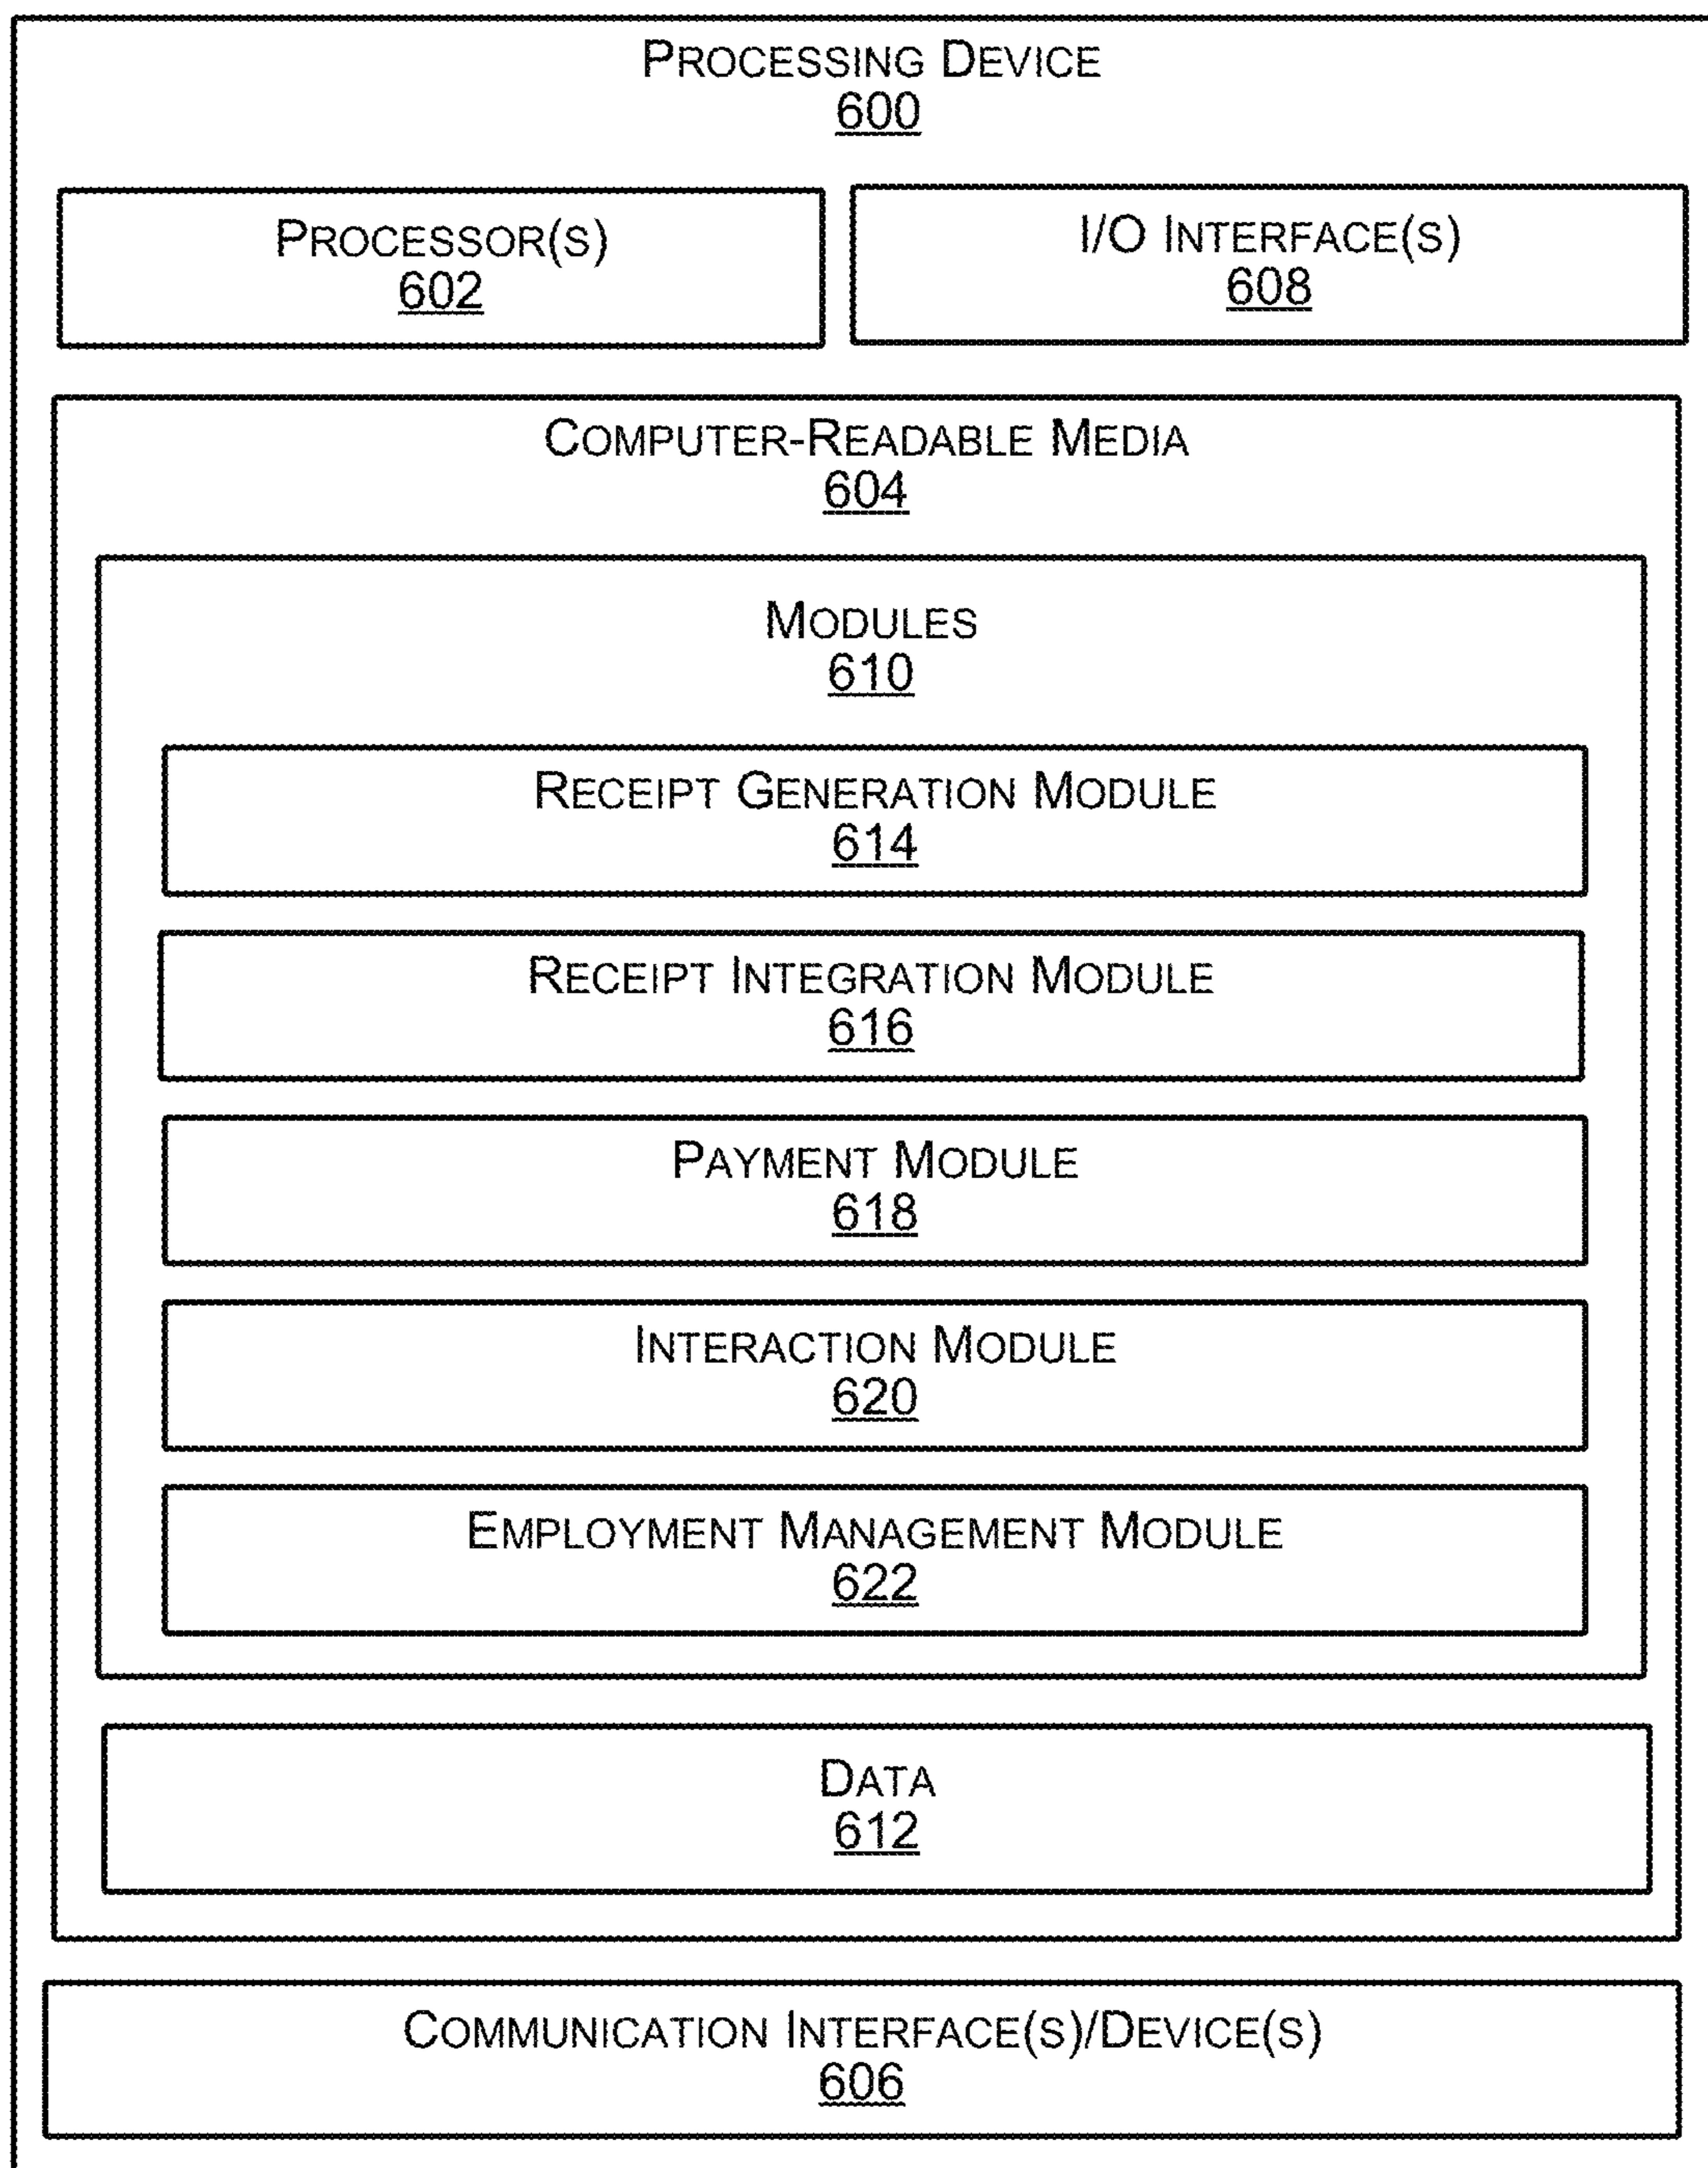 PROCESSING DEVICE
600
PROCESSOR(S)
602
I/O INTERFACE(S)
608
COMPUTER-READABLE MEDIA
604
MODULES
610
RECEIPT GENERATION MODULE
614
RECEIPT INTEGRATION MODULE
616
PAYMENT MODULE
618
INTERACTION MODULE
620
EMPLOYMENT MANAGEMENT MODULE
622
DATA
612
COMMUNICATION INTERFACE(S)/DEVICE(S)
606